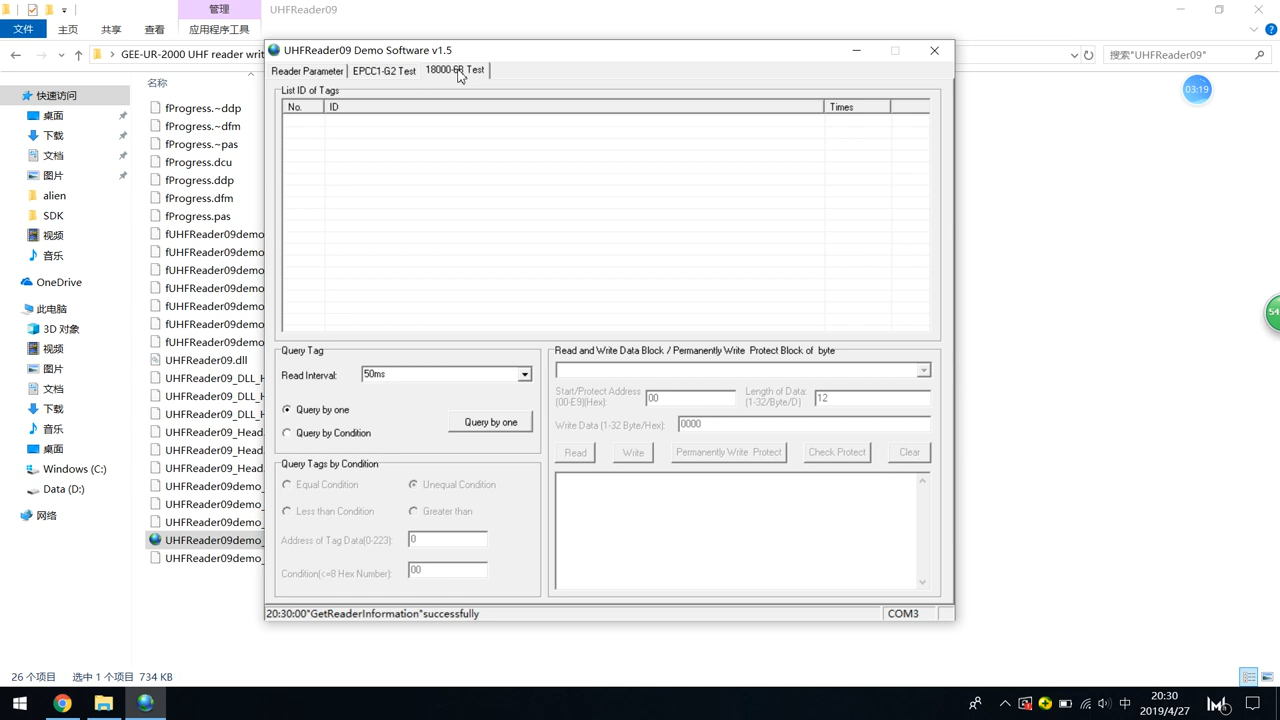 管理
UHFReader09
文件
主页
共享
查看
应用程序工具
GEE-UR-2000 UHF reader writ
搜索"UHFReader09"
UHFReader09 Demo Software v1.5
Reader Parameter
EPCC1-G2 Test
18000-6B Test
03:19
54
名称
快速访问
桌面
下载
文档
图片
alien
SDK
视频
音乐
OneDrive
此电脑
3D 对象
视频
图片
文档
下载
音乐
桌面
Windows (C:)
Data (D:)
网络
fProgress.~ddp
fProgress.~dfm
fProgress.~pas
fProgress.dcu
fProgress.ddp
fProgress.dfm
fProgress.pas
fUHFReader09demo
fUHFReader09demo
fUHFReader09demo
fUHFReader09demo
fUHFReader09demo
fUHFReader09demo
fUHFReader09demo
UHFReader09.dll
UHFReader09_DLL_H
UHFReader09_DLL_H
UHFReader09_DLL_H
UHFReader09_DLL_H
UHFReader09_Head
UHFReader09_Head
UHFReader09_Head
UHFReader09demo_
UHFReader09demo_
UHFReader09demo_
UHFReader09demo_
UHFReader09demo_
List ID of Tags
No.
ID
Times
Query Tag
Read Interval:
50ms
Query by one
Query by Condition
Query by one
Query Tags by Condition
Equal Condition
Unequal Condition
Less than Condition
Greater than
Address of Tag Data(0-223):
0
Condition(<=8 Hex Number):
00
Read and Write Data Block / Permanently Write Protect Block of byte
Start/Protect Address
(00-E9)(Hex):
00
Length of Data:
(1-32/Byte/D)
12
Write Data (1-32 Byte/Hex):
0000
Read
Write
Permanently Write Protect
Check Protect
Clear
20:30:00"GetReaderInformation"successfully
COM3
26 个项目
选中 1 个项目 734 KB
中
20:30
2019/4/27